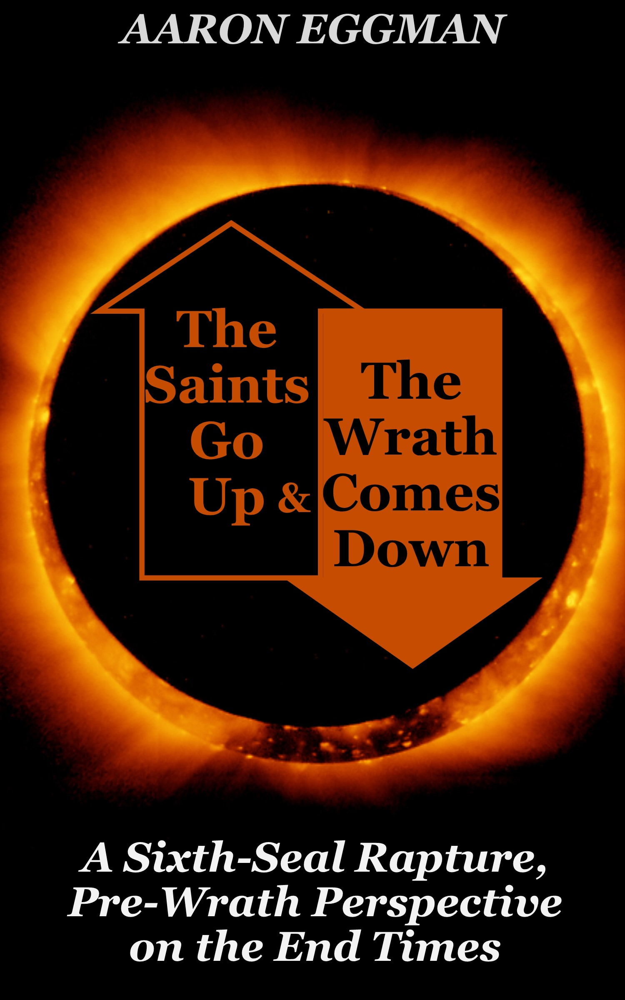 AARON EGGMAN
The
Saints
Go
Up &
The
Wrath
Comes
Down
A Sixth-Seal Rapture,
Pre-Wrath Perspective
on the End Times